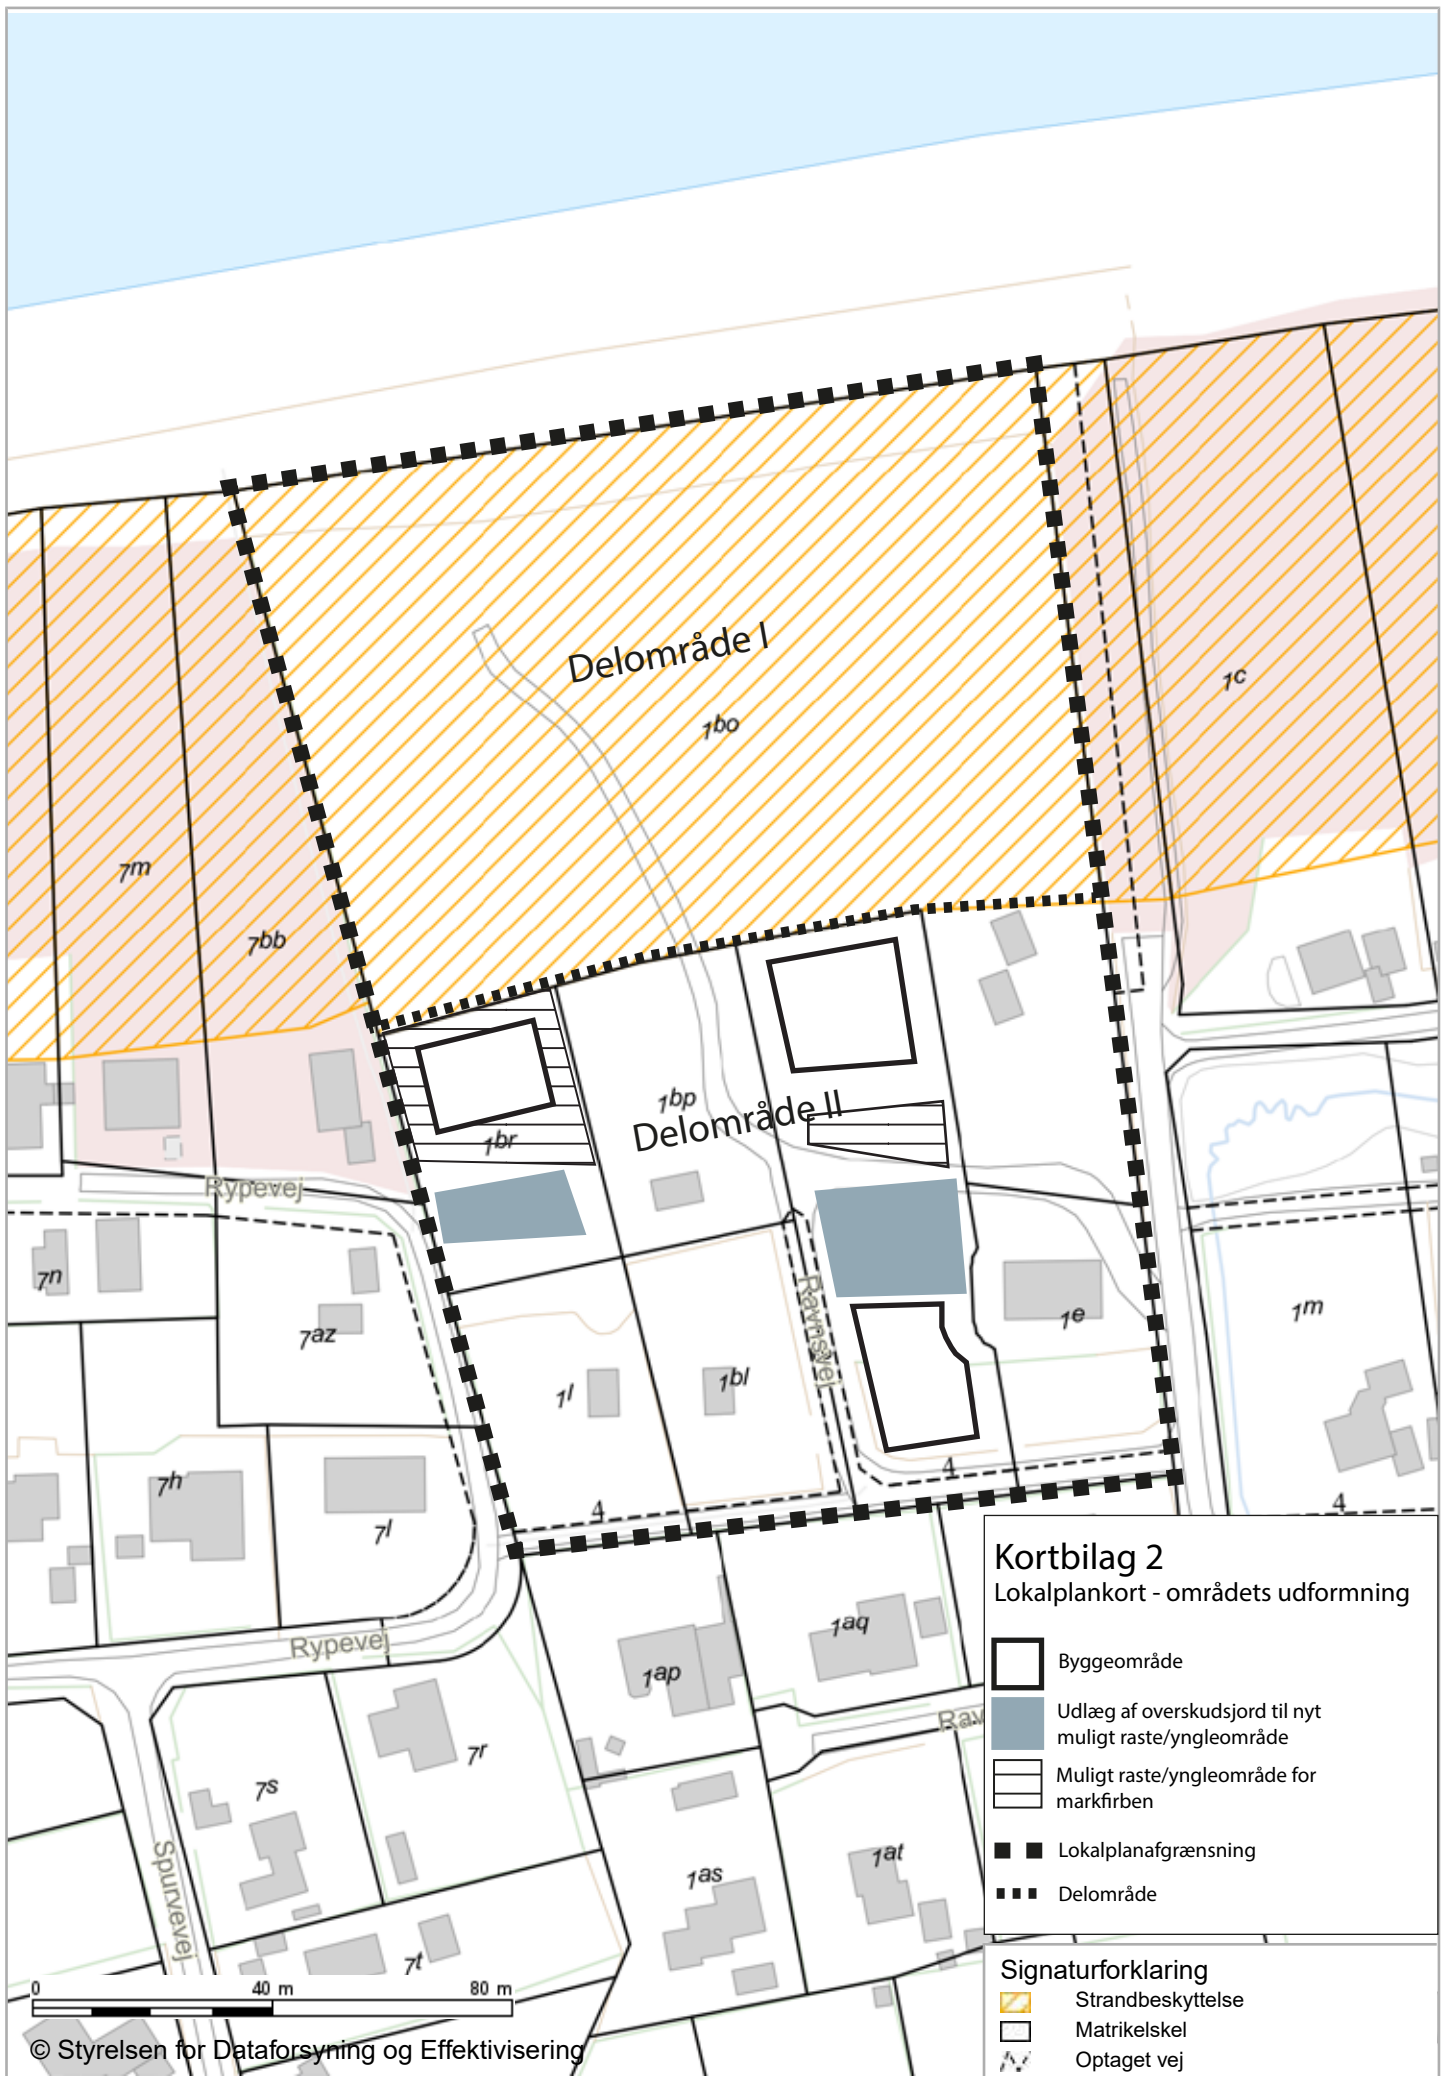 Delområde I
1bo
1c
7m
7bb
1bp
Delområde II
1br
Rypevej
7n
1e
1m
Ravnsvej
7az
1l
1bl
7h
4
7l
4
4
Rypevej
1aq
1ap
7r
7s
1at
1as
Spurvevej
7t
Kortbilag 2
Lokalplankort - områdets udformning
Byggeområde
Udlæg af overskudsjord til nyt
muligt raste/yngleområde
Muligt raste/yngleområde for
markfirben
Lokalplanafgrænsning
Delområde
Signaturforklaring
Strandbeskyttelse
Matrikelskel
Optaget vej
0 40 m 80 m
© Styrelsen for Dataforsyning og Effektivisering